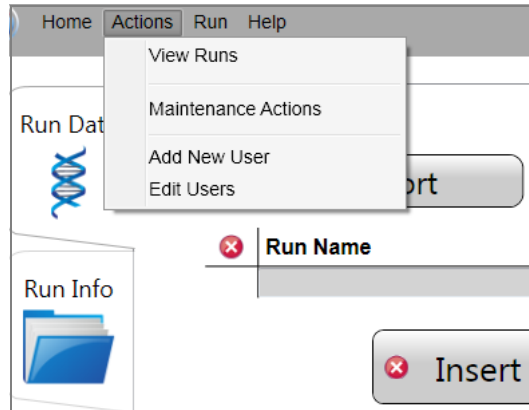 Home Actions Run Help
View Runs
Maintenance Actions
Add New User
Edit Users
Run Dat
ort
Run Name
Run Info
Insert